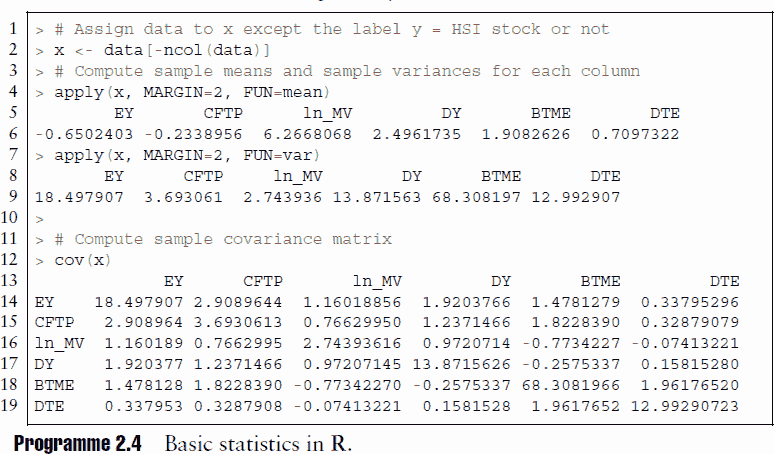 1 > # Assign data to x except the label y = HSI stock or not
2 > x <- data[-ncol(data)]
3 > # Compute sample means and sample variances for each column
4 > apply(x, MARGIN=2, FUN=mean)
5 EY CFTP ln_MV DY BTME DTE
6 -0.6502403 -0.2338956 6.2668068 2.4961735 1.9082626 0.7097322
7 > apply(x, MARGIN=2, FUN=var)
8 EY CFTP ln_MV DY BTME DTE
9 18.497907 3.693061 2.743936 13.871563 68.308197 12.992907
10 >
11 > # Compute sample covariance matrix
12 > cov(x)
13 EY CFTP ln_MV DY BTME DTE
14 EY 18.497907 2.9089644 1.16018856 1.9203766 1.4781279 0.33795296
15 CFTP 2.908964 3.6930613 0.76629950 1.2371466 1.8228390 0.32879079
16 ln_MV 1.160189 0.7662995 2.74393616 0.9720714 -0.7734227 -0.07413221
17 DY 1.920377 1.2371466 0.97207145 13.8715626 -0.2575337 0.15815280
18 BTME 1.478128 1.8228390 -0.77342270 -0.2575337 68.3081966 1.96176520
19 DTE 0.337953 0.3287908 -0.07413221 0.1581528 1.9617652 12.99290723
Programme 2.4 Basic statistics in R.